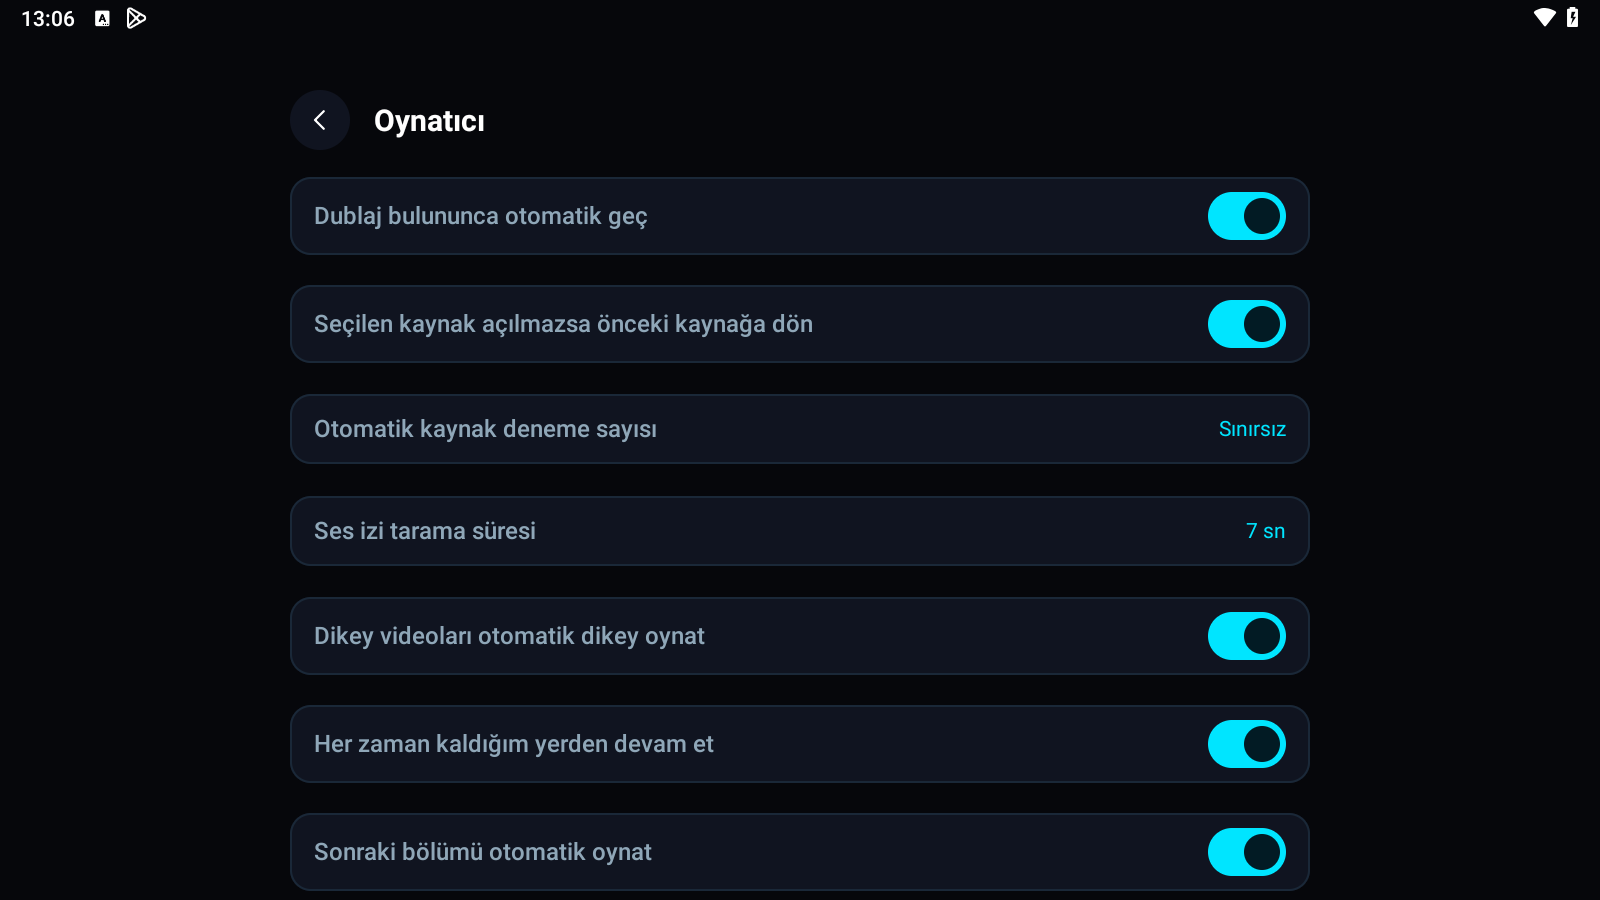 13:06
Oynatıcı
Dublaj bulununca otomatik geç
Seçilen kaynak açılmazsa önceki kaynağa dön
Otomatik kaynak deneme sayısı Sınırsız
Ses izi tarama süresi 7 sn
Dikey videoları otomatik dikey oynat
Her zaman kaldığım yerden devam et
Sonraki bölümü otomatik oynat